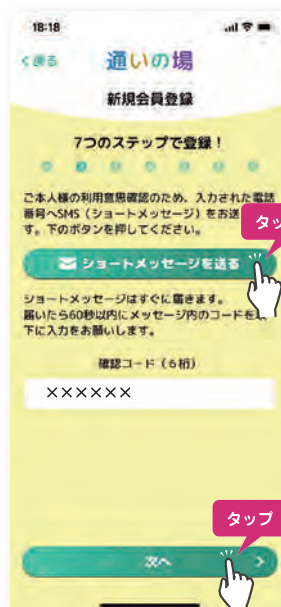 18:18
<戻る
通いの場
新規会員登録
7つのステップで登録！
ご本人様の利用意思確認のため、入力された電話
番号へSMS（ショートメッセージ）をお送
す。下のボタンを押してください。
タッ
ショートメッセージを送る
ショートメッセージはすぐに届きます。
届いたら60秒以内にメッセージ内のコードを以
下に入力をお願いします。
確認コード（6桁）
××××××
タップ
次へ